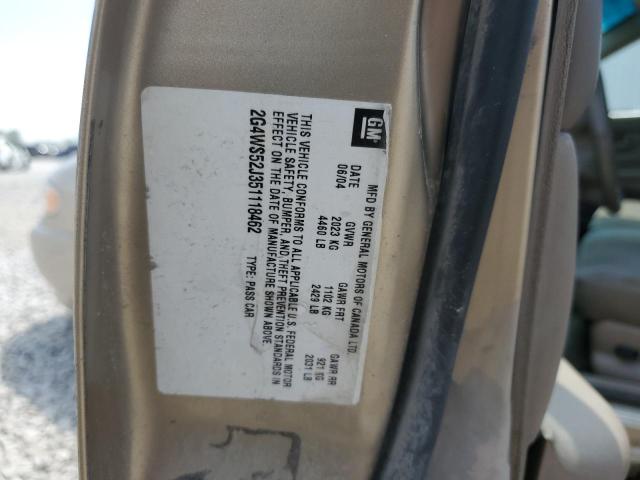 GM
MFD BY GENERAL MOTORS OF CANADA LTD.
DATE GVWR GAWR FRT GAWR RR
06/04 2023 KG 1102 KG 921 KG
4460 LB 2429 LB 2031 LB
THIS VEHICLE CONFORMS TO ALL APPLICABLE U.S. FEDERAL MOTOR
VEHICLE SAFETY, BUMPER, AND THEFT PREVENTION STANDARDS IN
EFFECT ON THE DATE OF MANUFACTURE SHOWN ABOVE.
2G4WS52J351118462 TYPE: PASS CAR